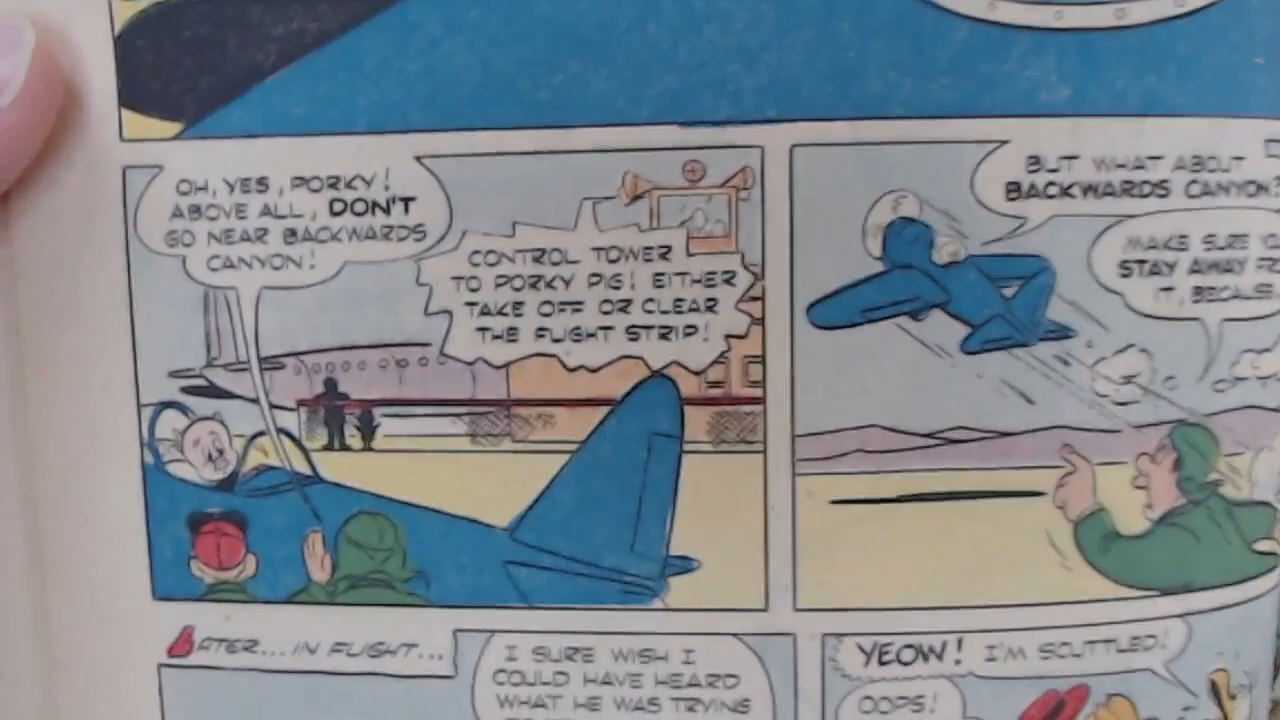 OH, YES, PORKY!
ABOVE ALL, DON'T
GO NEAR BACKWARDS
CANYON!
CONTROL TOWER
TO PORKY PIG! EITHER
TAKE OFF OR CLEAR
THE FLIGHT STRIP!
BUT WHAT ABOUT
BACKWARDS CANYON?
MAKE SURE
STAY AWAY
IT, BECAUSE
LATER... IN FLIGHT...
I SURE WISH I
COULD HAVE HEARD
WHAT HE WAS TRYING
YEOW! I'M SCUTTLED!
OOPS!